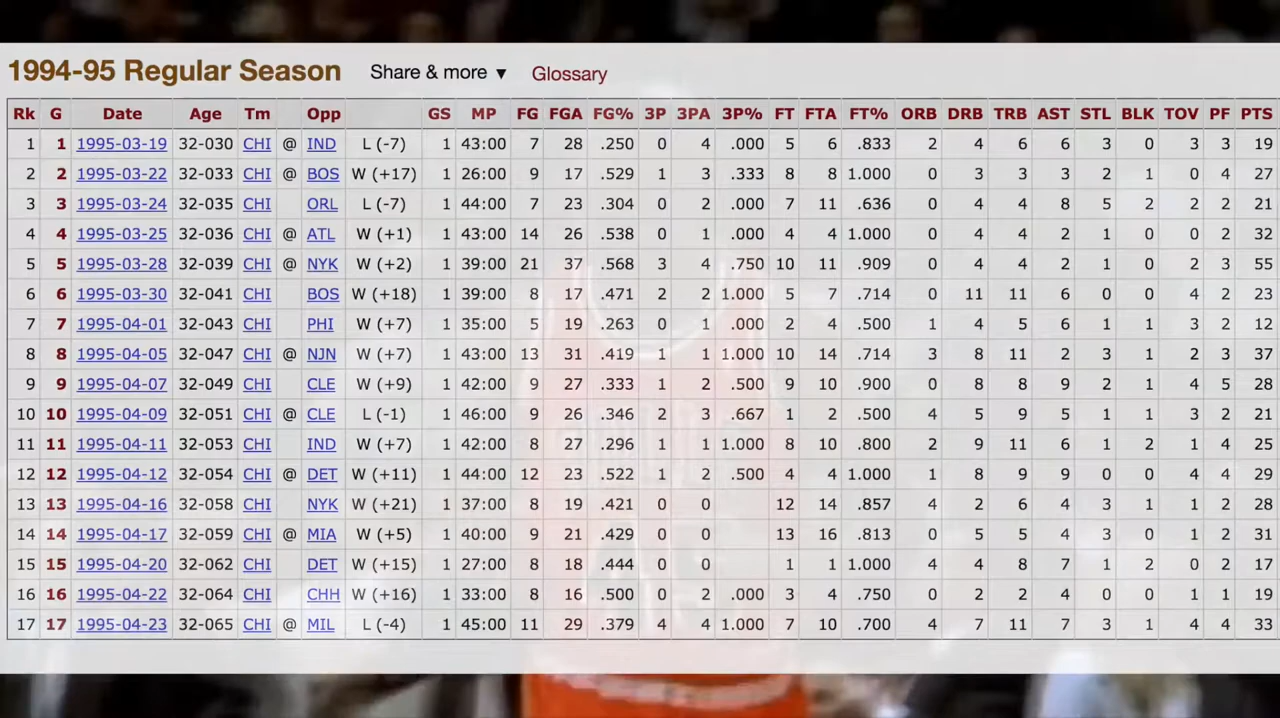 1994-95 Regular Season Share & more ▼ Glossary
Rk G Date Age Tm Opp GS MP FG FGA FG% 3P 3PA 3P% FT FTA FT% ORB DRB TRB AST STL BLK TOV PF PTS
1 1 1995-03-19 32-030 CHI @ IND L (-7) 1 43:00 7 28 .250 0 4 .000 5 6 .833 2 4 6 6 3 0 3 3 19
2 2 1995-03-22 32-033 CHI @ BOS W (+17) 1 26:00 9 17 .529 1 3 .333 8 8 1.000 0 3 3 3 2 1 0 4 27
3 3 1995-03-24 32-035 CHI ORL L (-7) 1 44:00 7 23 .304 0 2 .000 7 11 .636 0 4 4 8 5 2 2 2 21
4 4 1995-03-25 32-036 CHI @ ATL W (+1) 1 43:00 14 26 .538 0 1 .000 4 4 1.000 0 4 4 2 1 0 0 2 32
5 5 1995-03-28 32-039 CHI @ NYK W (+2) 1 39:00 21 37 .568 3 4 .750 10 11 .909 0 4 4 2 1 0 2 3 55
6 6 1995-03-30 32-041 CHI BOS W (+18) 1 39:00 8 17 .471 2 2 1.000 5 7 .714 0 11 11 6 0 0 4 2 23
7 7 1995-04-01 32-043 CHI PHI W (+7) 1 35:00 5 19 .263 0 1 .000 2 4 .500 1 4 5 6 1 1 3 2 12
8 8 1995-04-05 32-047 CHI @ NJN W (+7) 1 43:00 13 31 .419 1 1 1.000 10 14 .714 3 8 11 2 3 1 2 3 37
9 9 1995-04-07 32-049 CHI CLE W (+9) 1 42:00 9 27 .333 1 2 .500 9 10 .900 0 8 8 9 2 1 4 5 28
10 10 1995-04-09 32-051 CHI @ CLE L (-1) 1 46:00 9 26 .346 2 3 .667 1 2 .500 4 5 9 5 1 1 3 2 21
11 11 1995-04-11 32-053 CHI IND W (+7) 1 42:00 8 27 .296 1 1 1.000 8 10 .800 2 9 11 6 1 2 1 4 25
12 12 1995-04-12 32-054 CHI @ DET W (+11) 1 44:00 12 23 .522 1 2 .500 4 4 1.000 1 8 9 9 0 0 4 4 29
13 13 1995-04-16 32-058 CHI NYK W (+21) 1 37:00 8 19 .421 0 0 12 14 .857 4 2 6 4 3 1 1 2 28
14 14 1995-04-17 32-059 CHI @ MIA W (+5) 1 40:00 9 21 .429 0 0 13 16 .813 0 5 5 4 3 0 1 2 31
15 15 1995-04-20 32-062 CHI DET W (+15) 1 27:00 8 18 .444 0 0 1 1 1.000 4 4 8 7 1 2 0 2 17
16 16 1995-04-22 32-064 CHI CHH W (+16) 1 33:00 8 16 .500 0 2 .000 3 4 .750 0 2 2 4 0 0 1 1 19
17 17 1995-04-23 32-065 CHI @ MIL L (-4) 1 45:00 11 29 .379 4 4 1.000 7 10 .700 4 7 11 7 3 1 4 4 33